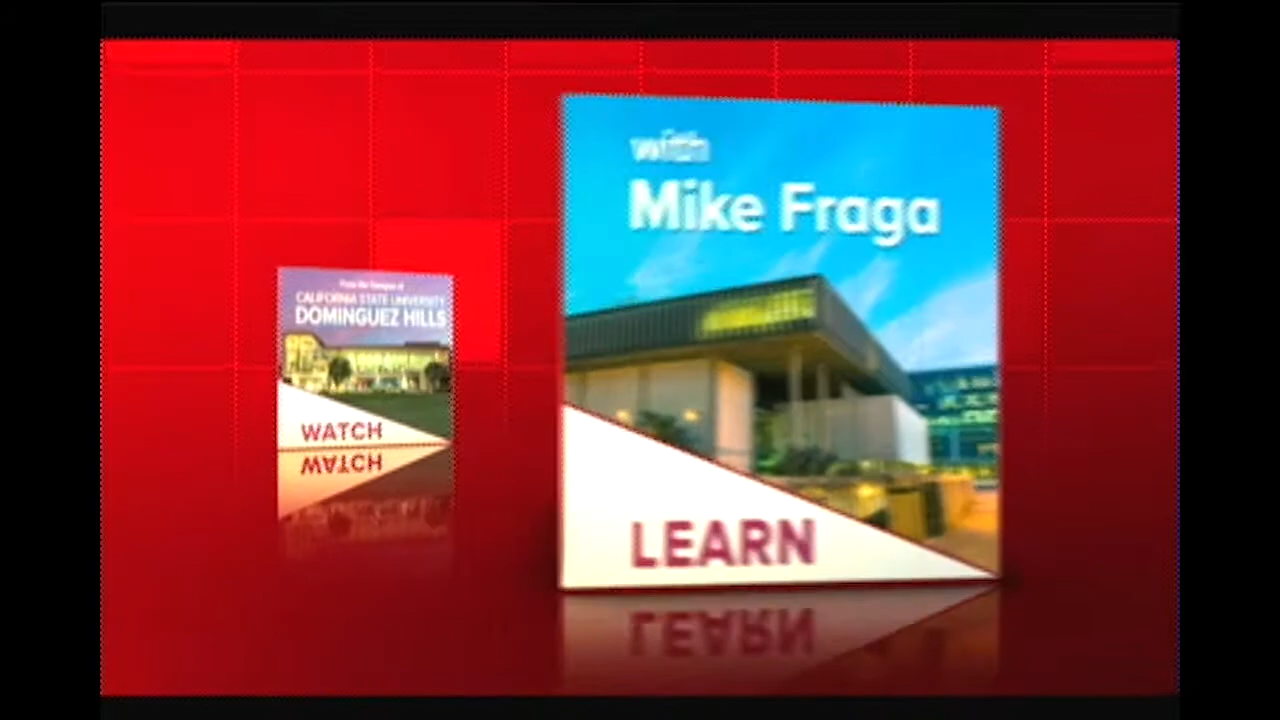 From the Campus of
CALIFORNIA STATE UNIVERSITY
DOMINGUEZ HILLS
WATCH
with
Mike Fraga
LEARN